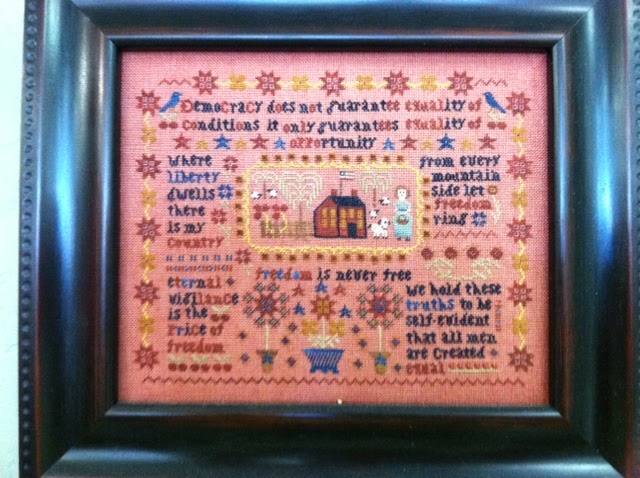 Democracy does not guarantee equality of
conditions it only guarantees equality of
opportunity
where
liberty
dwells
there
is my
Country
from every
mountain
side let
freedom
ring
freedom is never free
eternal
vigilance
is the
Price of
freedom
we hold these
truths to be
self-evident
that all men
are Created
equal